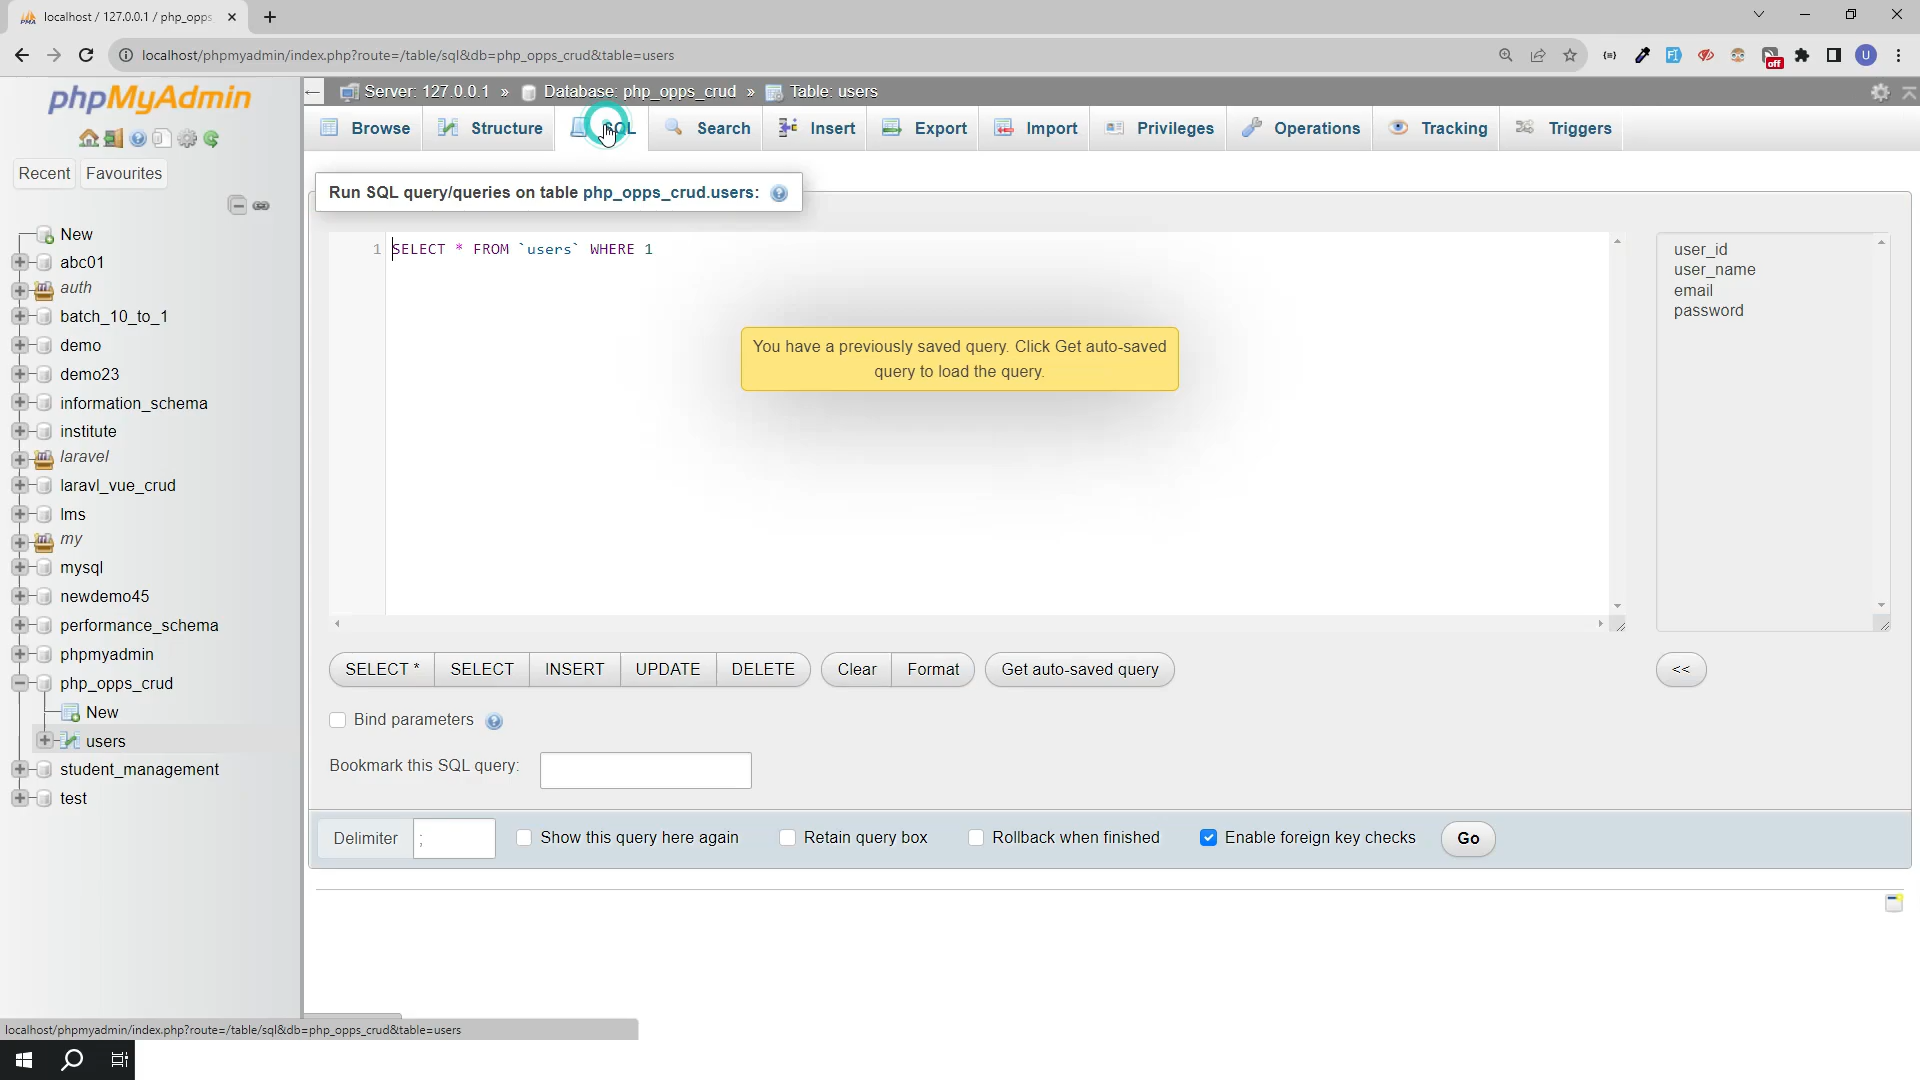 localhost / 127.0.0.1 / php_opps
localhost/phpmyadmin/index.php?route=/table/sql&db=php_opps_crud&table=users
off
U
phpMyAdmin
Recent
Favourites
New
abc01
auth
batch_10_to_1
demo
demo23
information_schema
institute
laravel
laravl_vue_crud
lms
my
mysql
newdemo45
performance_schema
phpmyadmin
php_opps_crud
New
users
student_management
test
Server: 127.0.0.1 » Database: php_opps_crud » Table: users
Browse
Structure
SQL
Search
Insert
Export
Import
Privileges
Operations
Tracking
Triggers
Run SQL query/queries on table php_opps_crud.users:
1 SELECT * FROM `users` WHERE 1
You have a previously saved query. Click Get auto-saved
query to load the query.
user_id
user_name
email
password
SELECT *
SELECT
INSERT
UPDATE
DELETE
Clear
Format
Get auto-saved query
<<
Bind parameters
Bookmark this SQL query:
Delimiter
;
Show this query here again
Retain query box
Rollback when finished
Enable foreign key checks
Go
localhost/phpmyadmin/index.php?route=/table/sql&db=php_opps_crud&table=users